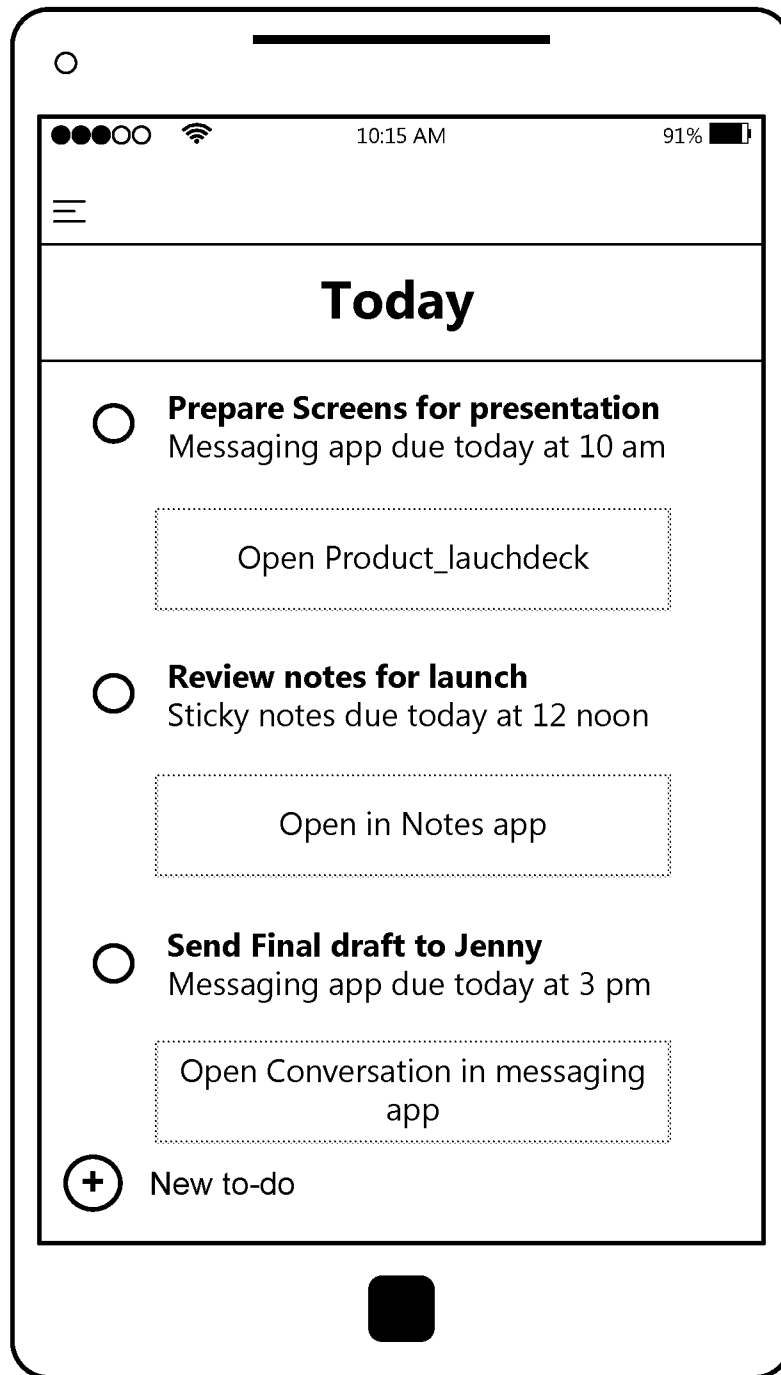 10:15 AM
91%
Today
Prepare Screens for presentation
Messaging app due today at 10 am
Open Product_lauchdeck
Review notes for launch
Sticky notes due today at 12 noon
Open in Notes app
Send Final draft to Jenny
Messaging app due today at 3 pm
Open Conversation in messaging
app
+ New to-do